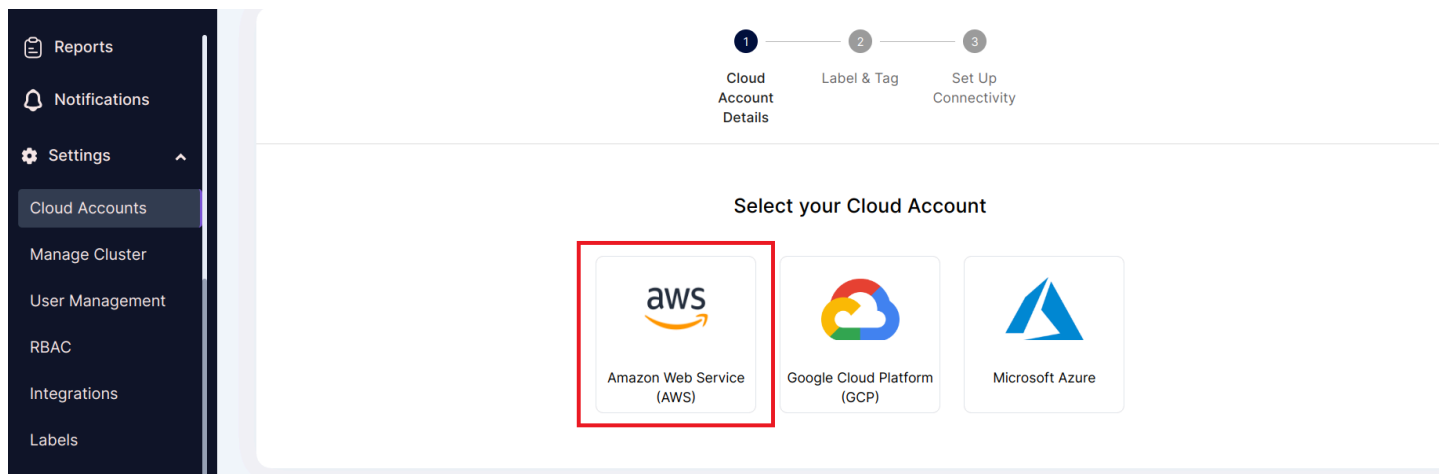 Reports
Notifications
Settings
Cloud Accounts
Manage Cluster
User Management
RBAC
Integrations
Labels
1
2
3
Cloud
Account
Details
Label & Tag
Set Up
Connectivity
Select your Cloud Account
aws
Amazon Web Service
(AWS)
Google Cloud Platform
(GCP)
Microsoft Azure